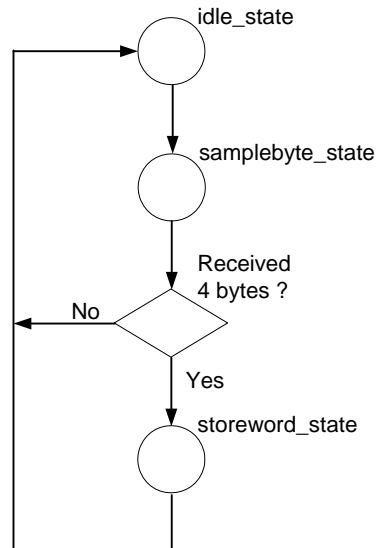 idle_state
samplebyte_state
Received
4 bytes ?
No
Yes
storeword_state